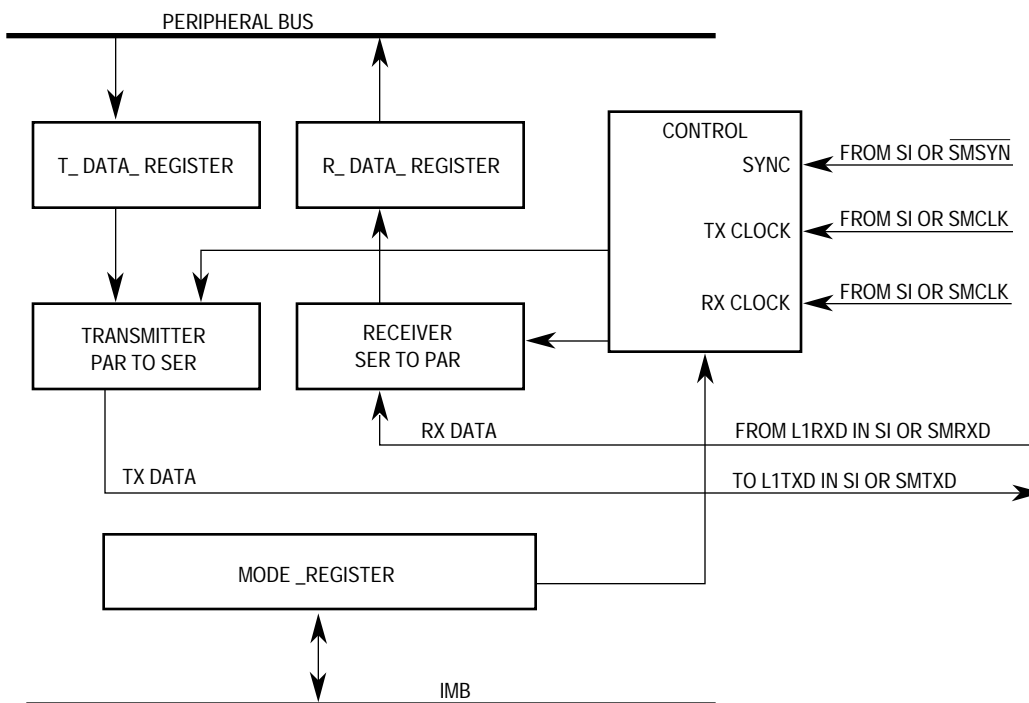 PERIPHERAL BUS
T_ DATA_ REGISTER
R_ DATA_ REGISTER
CONTROL
SYNC
TX CLOCK
RX CLOCK
FROM SI OR SMSYN
FROM SI OR SMCLK
FROM SI OR SMCLK
TRANSMITTER
PAR TO SER
RECEIVER
SER TO PAR
RX DATA
FROM L1RXD IN SI OR SMRXD
TX DATA
TO L1TXD IN SI OR SMTXD
MODE _REGISTER
IMB